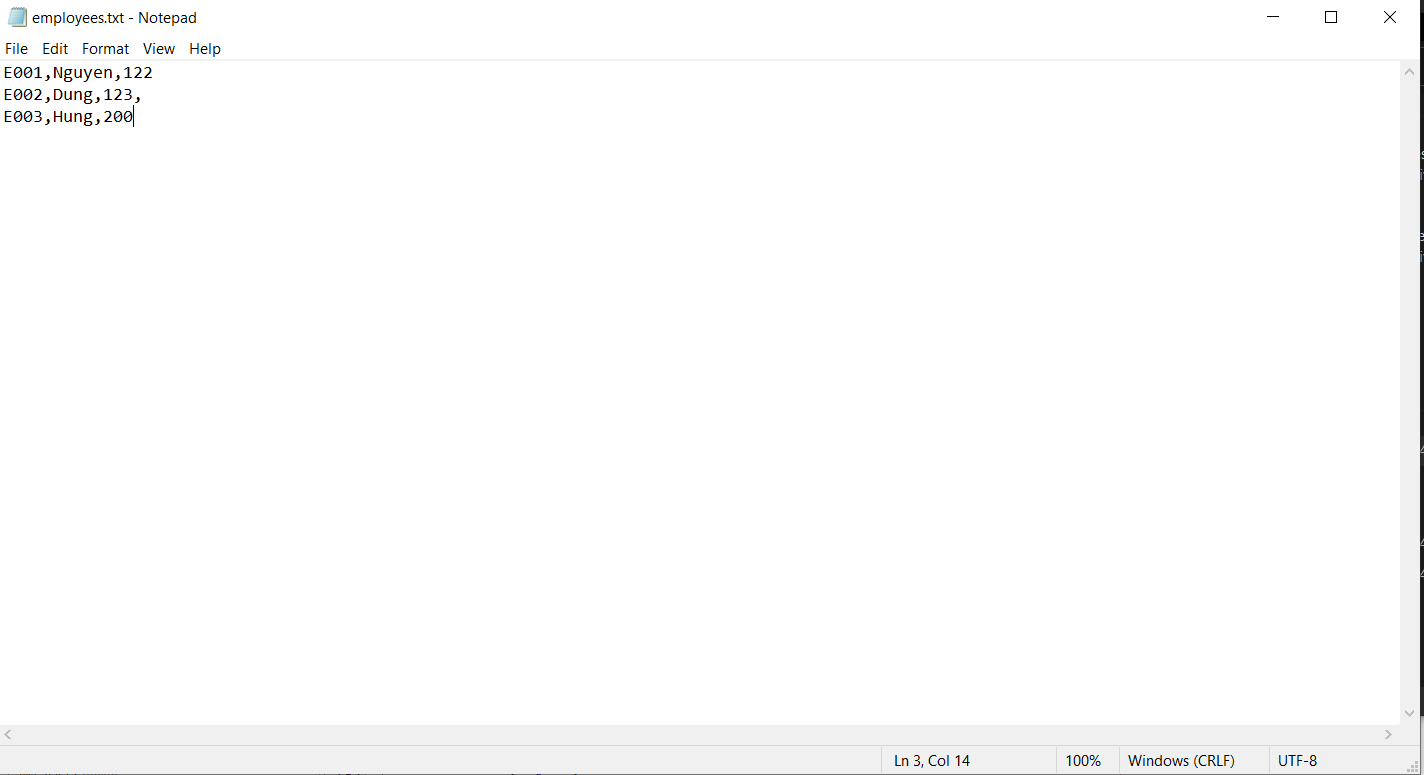 employees.txt - Notepad
File Edit Format View Help
E001,Nguyen,122
E002,Dung,123,
E003,Hung,200
Ln 3, Col 14 100% Windows (CRLF) UTF-8